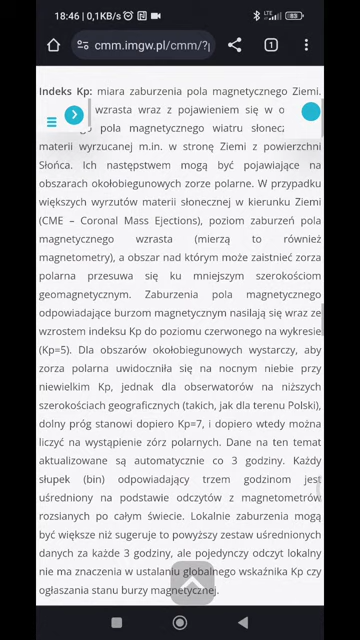 18:46 | 0,1KB/s
LTE
63
cmm.imgw.pl/cmm/?
1
Indeks Kp: miara zaburzenia pola magnetycznego Ziemi.
wzrasta wraz z pojawieniem się w o
pola magnetycznego wiatru słonec
materii wyrzucanej m.in. w stronę Ziemi z powierzchni
Słońca. Ich następstwem mogą być pojawiające na
obszarach okołobiegunowych zorze polarne. W przypadku
większych wyrzutów materii słonecznej w kierunku Ziemi
(CME – Coronal Mass Ejections), poziom zaburzeń pola
magnetycznego wzrasta (mierzą to również
magnetometry), a obszar nad którym może zaistnieć zorza
polarna przesuwa się ku mniejszym szerokościom
geomagnetycznym. Zaburzenia pola magnetycznego
odpowiadające burzom magnetycznym nasilają się wraz ze
wzrostem indeksu Kp do poziomu czerwonego na wykresie
(Kp=5). Dla obszarów okołobiegunowych wystarczy, aby
zorza polarna uwidoczniła się na nocnym niebie przy
niewielkim Kp, jednak dla obserwatorów na niższych
szerokościach geograficznych (takich, jak dla terenu Polski),
dolny próg stanowi dopiero Kp=7, i dopiero wtedy można
liczyć na wystąpienie zórz polarnych. Dane na ten temat
aktualizowane są automatycznie co 3 godziny. Każdy
słupek (bin) odpowiadający trzem godzinom jest
uśredniony na podstawie odczytów z magnetometrów
rozsianych po całym świecie. Lokalnie zaburzenia mogą
być większe niż sugeruje to powyższy zestaw uśrednionych
danych za każde 3 godziny, ale pojedynczy odczyt lokalny
nie ma znaczenia w ustalaniu globalnego wskaźnika Kp czy
ogłaszania stanu burzy magnetycznej.